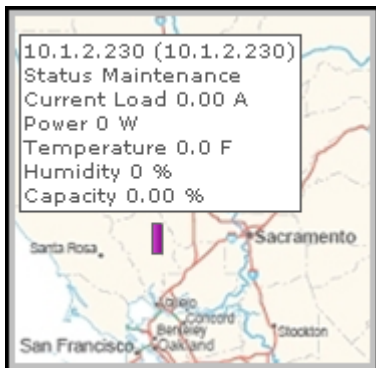 10.1.2.230 (10.1.2.230)
Status Maintenance
Current Load 0.00 A
Power 0 W
Temperature 0.0 F
Humidity 0 %
Capacity 0.00 %
Sacramento
Santa Rosa
Vallejo
Concord
Berkeley
Stockton
San Francisco
Oakland